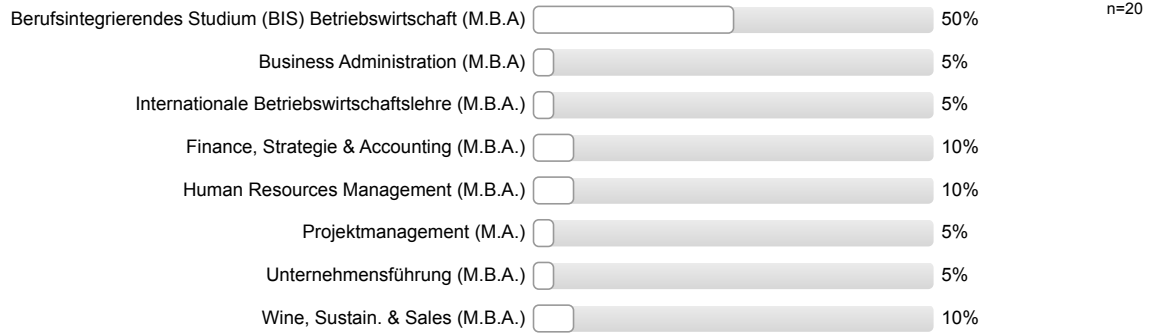 Berufsintegrierendes Studium (BIS) Betriebswirtschaft (M.B.A) 50% n=20
Business Administration (M.B.A) 5%
Internationale Betriebswirtschaftslehre (M.B.A.) 5%
Finance, Strategie & Accounting (M.B.A.) 10%
Human Resources Management (M.B.A.) 10%
Projektmanagement (M.A.) 5%
Unternehmensführung (M.B.A.) 5%
Wine, Sustain. & Sales (M.B.A.) 10%